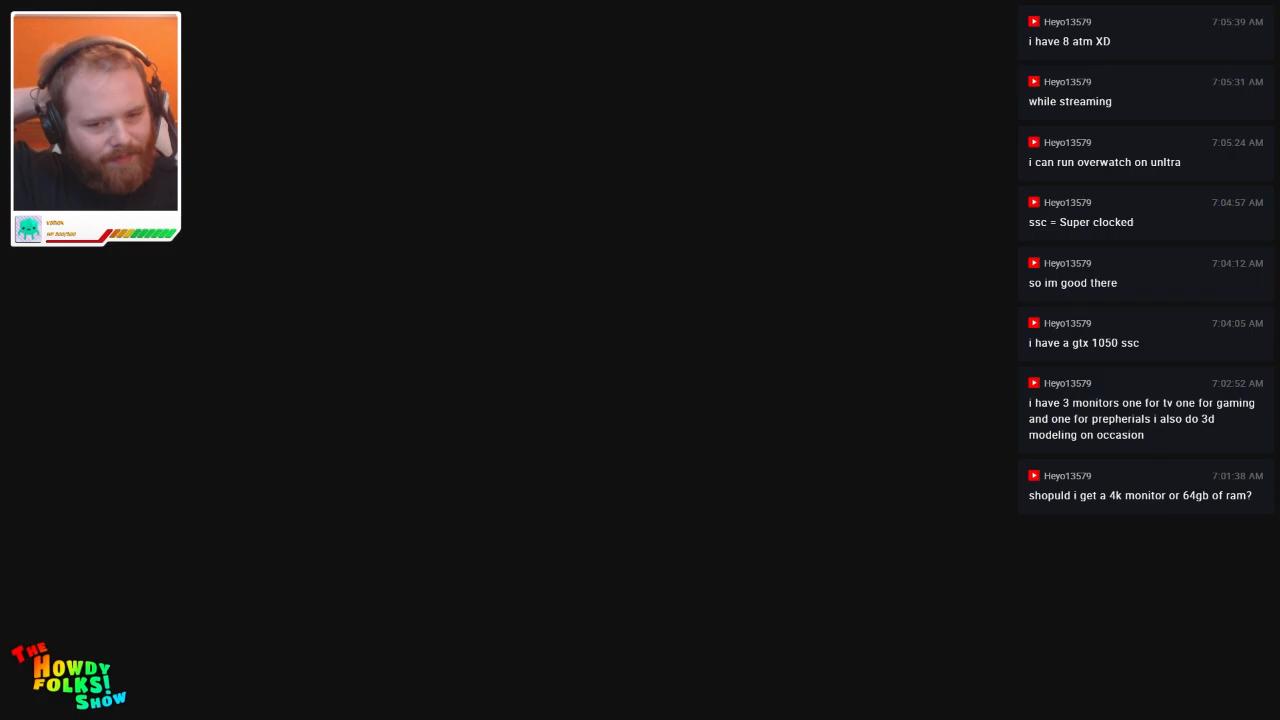 Heyo13579 7:05:39 AM
i have 8 atm XD
Heyo13579 7:05:31 AM
while streaming
Heyo13579 7:05:24 AM
i can run overwatch on unltra
Heyo13579 7:04:57 AM
ssc = Super clocked
Heyo13579 7:04:12 AM
so im good there
Heyo13579 7:04:05 AM
i have a gtx 1050 ssc
Heyo13579 7:02:52 AM
i have 3 monitors one for tv one for gaming
and one for prepherials i also do 3d
modeling on occasion
Heyo13579 7:01:38 AM
shopuld i get a 4k monitor or 64gb of ram?
THE
HOWDY
FOLKS!
SHOW